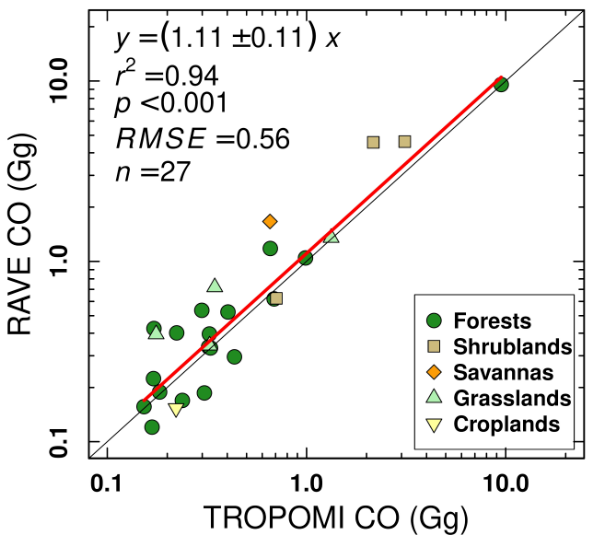 y =(1.11 ±0.11) x
r² =0.94
p <0.001
RMSE =0.56
n =27
RAVE CO (Gg)
10.0
1.0
0.1
Forests
Shrublands
Savannas
Grasslands
Croplands
0.1 1.0 10.0
TROPOMI CO (Gg)